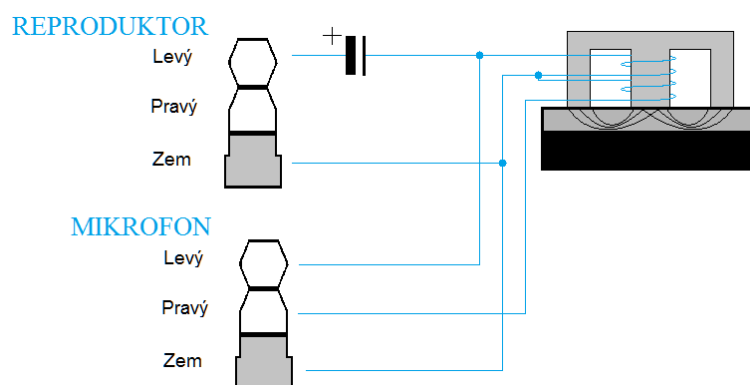 REPRODUKTOR
Levý
+
Pravý
Zem
MIKROFON
Levý
Pravý
Zem